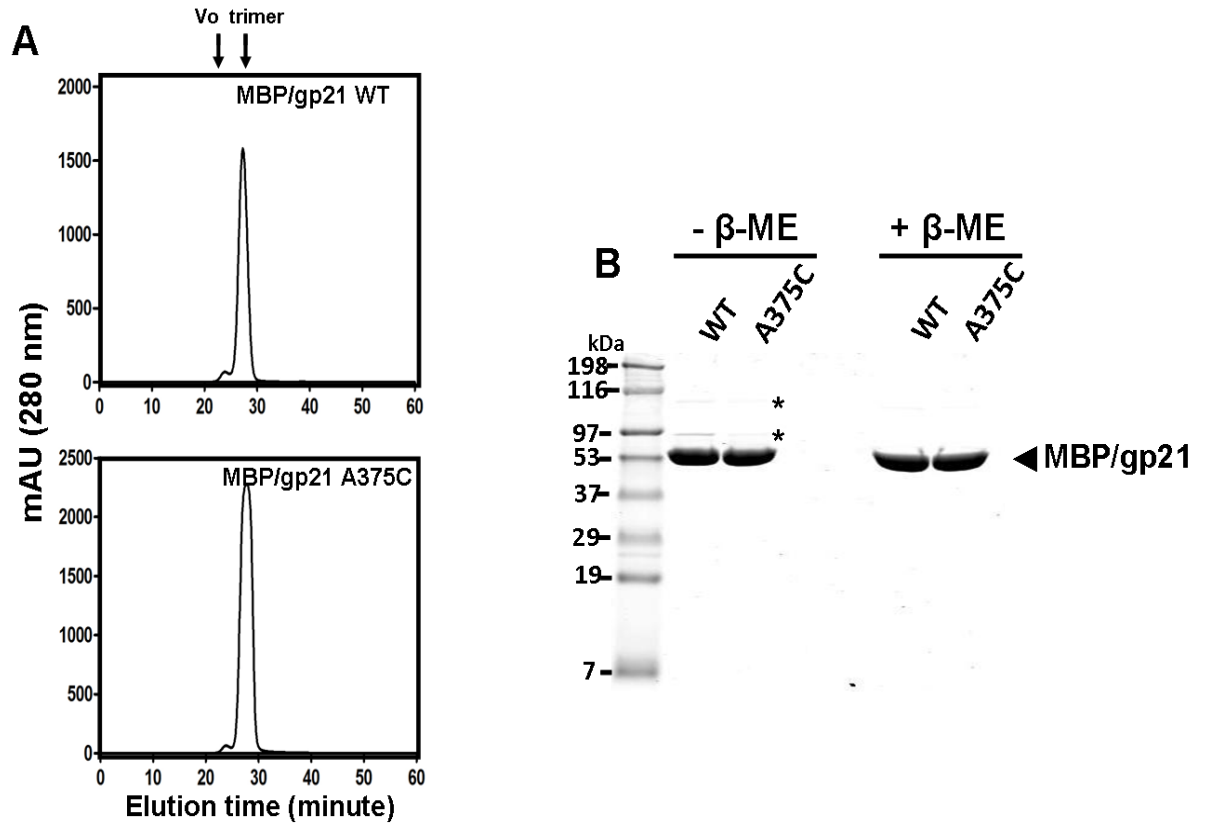 A
Vo trimer
MBP/gp21 WT
2000
1500
1000
500
0
0 10 20 30 40 50 60
MBP/gp21 A375C
2500
2000
1500
1000
500
0
0 10 20 30 40 50 60
mAU (280 nm)
Elution time (minute)
B
- β-ME + β-ME
WT A375C WT A375C
kDa
198
116
97
53
37
29
19
7
*
*
MBP/gp21